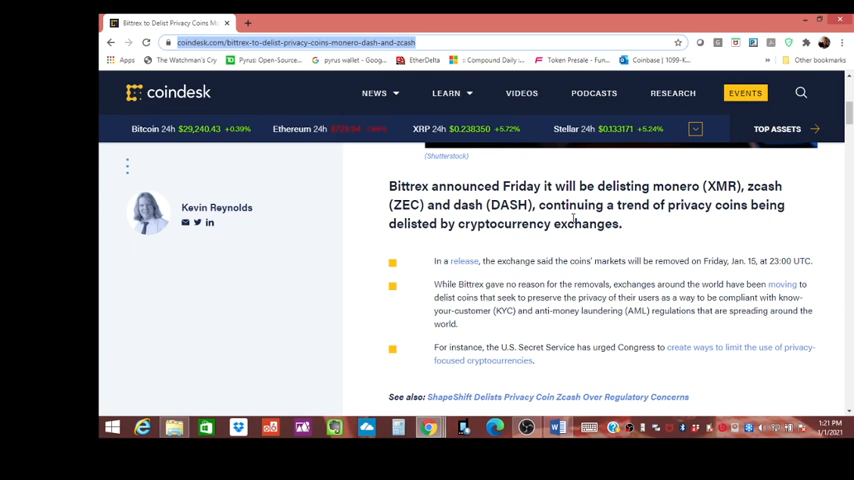 Bittrex to Delist Privacy Coins Mo
coindesk.com/bittrex-to-delist-privacy-coins-monero-dash-and-zcash
Apps The Watchman's Cry Pyrus: Open-Source... pyrus wallet - Goog... EtherDelta :: Compound Daily :... Token Presale - Fun... Coinbase | 1099-K... » Other bookmarks
coindesk NEWS LEARN VIDEOS PODCASTS RESEARCH EVENTS
Bitcoin 24h $29,240.43 +0.39% Ethereum 24h XRP 24h $0.238350 +5.72% Stellar 24h $0.133171 +5.24% TOP ASSETS
(Shutterstock)
Kevin Reynolds
Bittrex announced Friday it will be delisting monero (XMR), zcash
(ZEC) and dash (DASH), continuing a trend of privacy coins being
delisted by cryptocurrency exchanges.
In a release, the exchange said the coins' markets will be removed on Friday, Jan. 15, at 23:00 UTC.
While Bittrex gave no reason for the removals, exchanges around the world have been moving to
delist coins that seek to preserve the privacy of their users as a way to be compliant with know-
your-customer (KYC) and anti-money laundering (AML) regulations that are spreading around the
world.
For instance, the U.S. Secret Service has urged Congress to create ways to limit the use of privacy-
focused cryptocurrencies.
See also: ShapeShift Delists Privacy Coin Zcash Over Regulatory Concerns
1:21 PM
1/1/2021